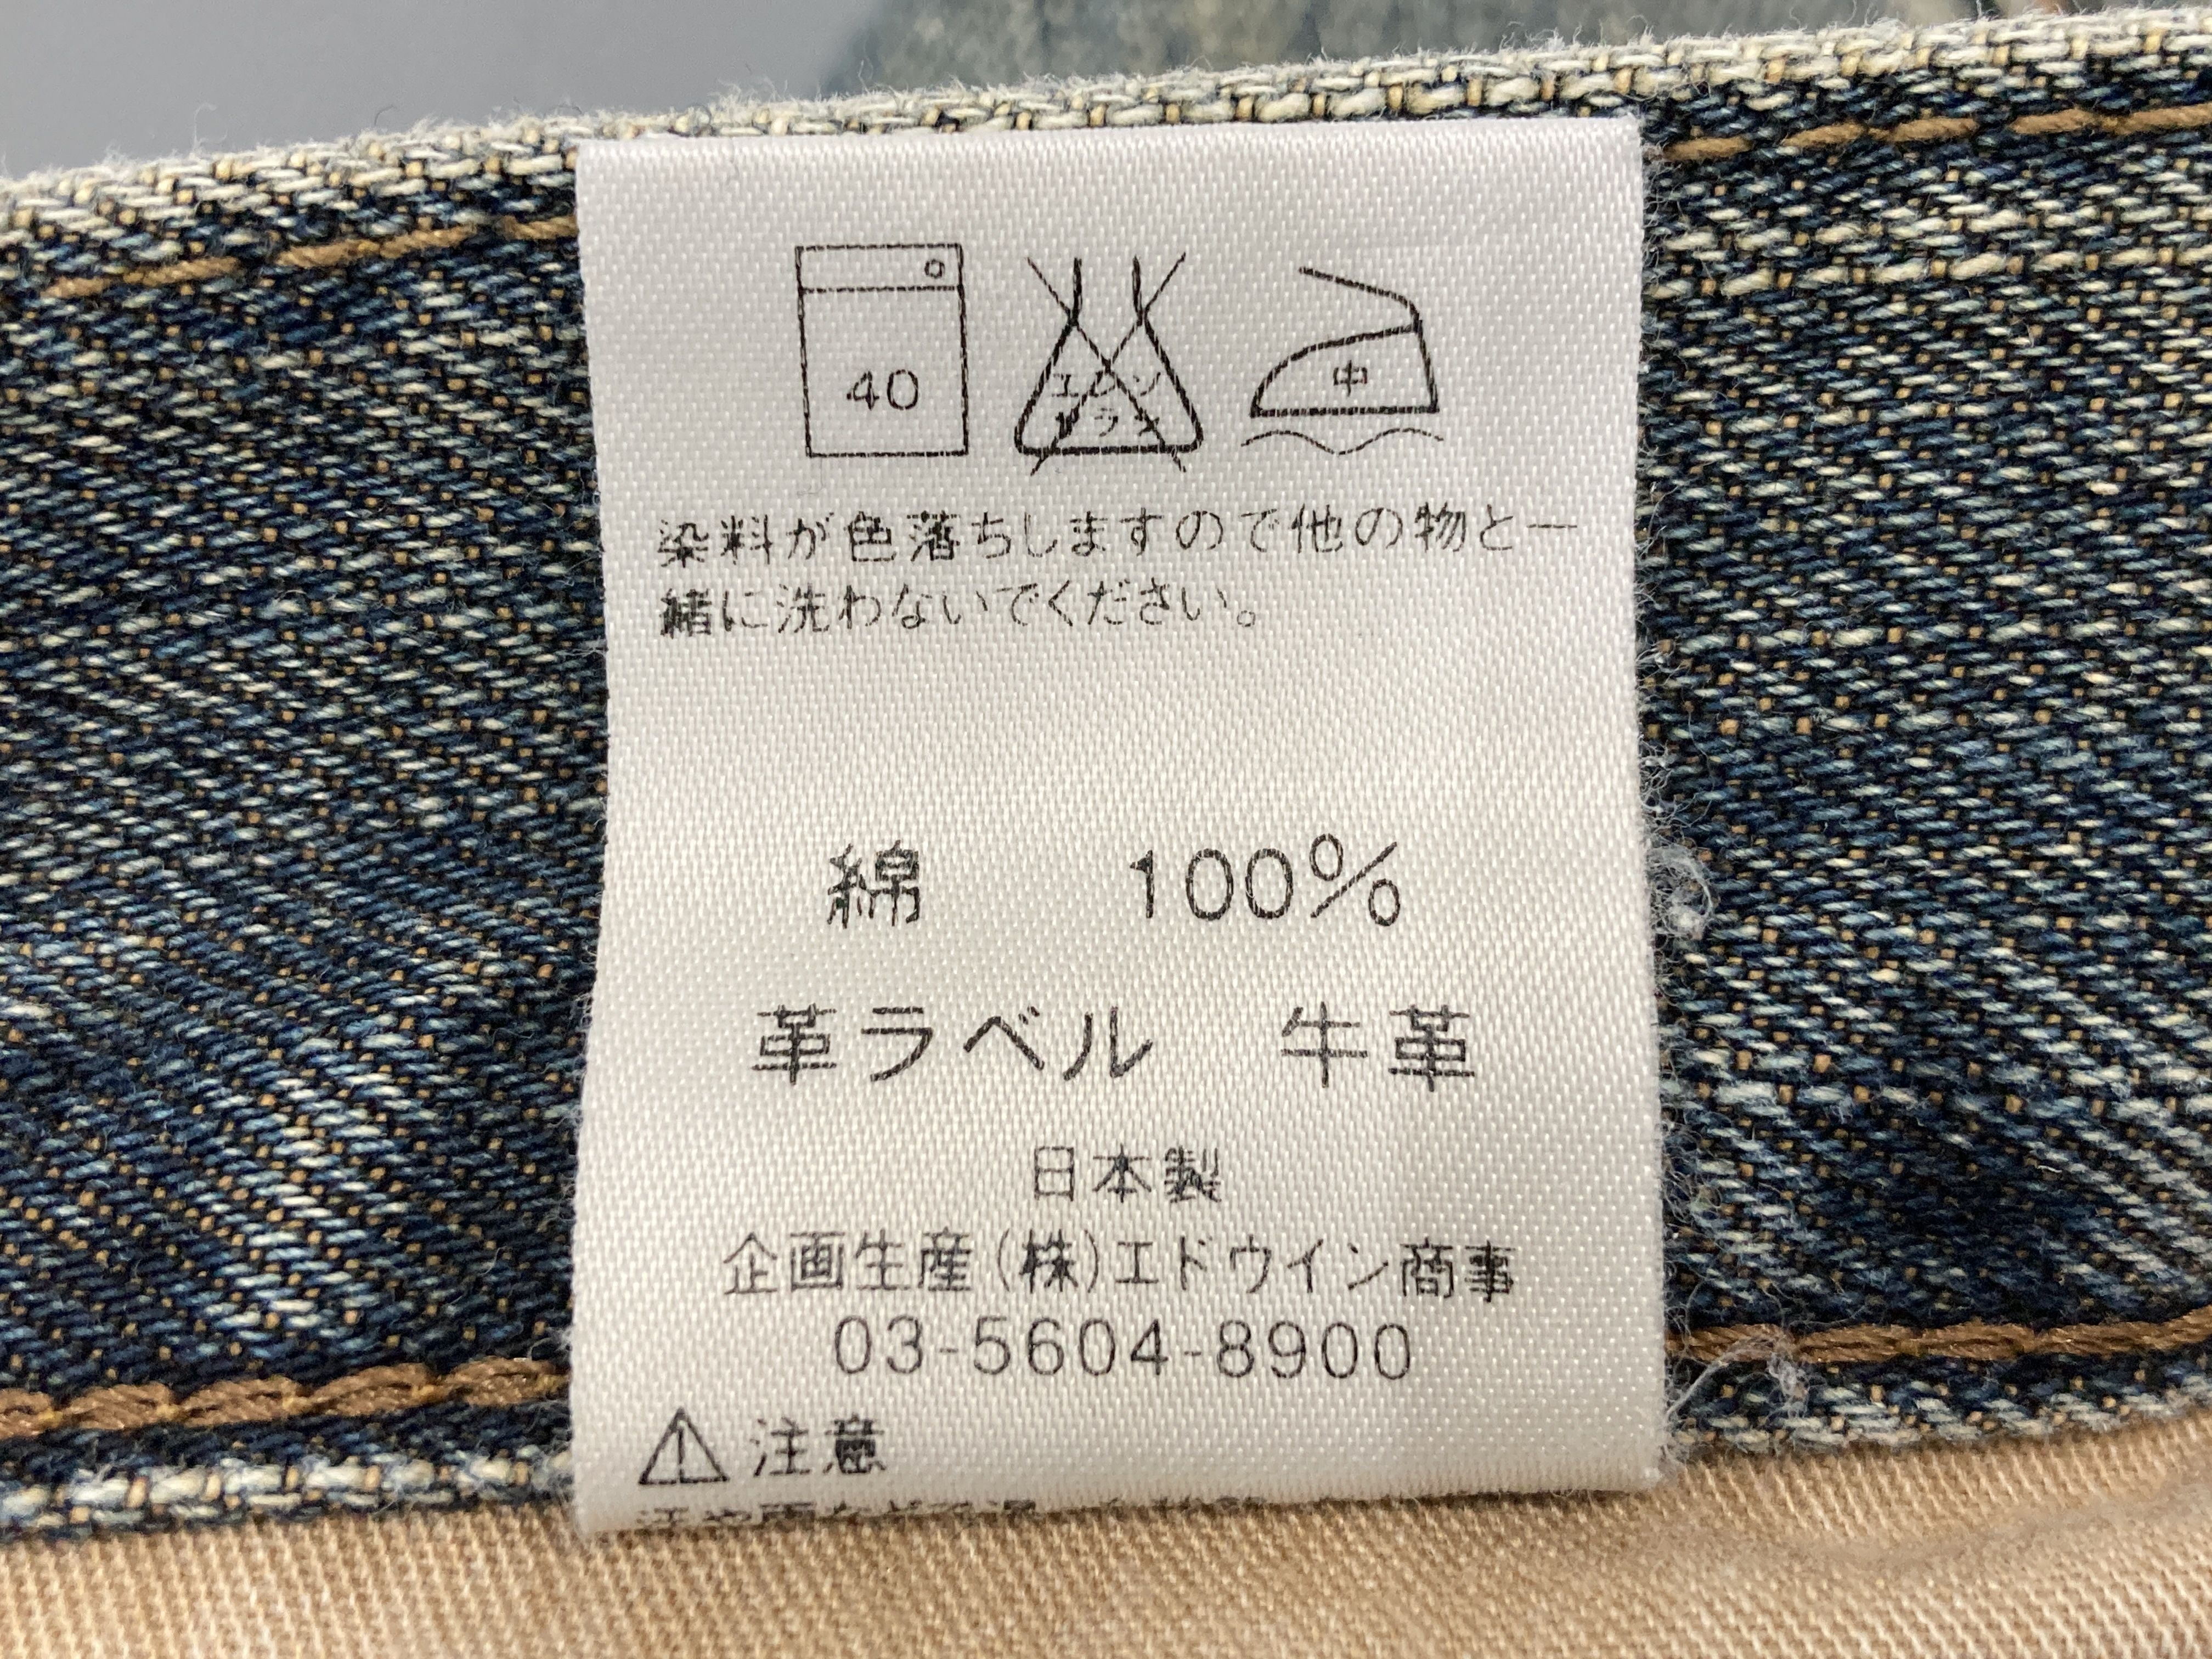 40
エンソ
サラシ
中
染料が色落ちしますので他の物と一
緒に洗わないでください。
綿 100%
革ラベル 牛革
日本製
企画生産(株)エドウイン商事
03-5604-8900
注意